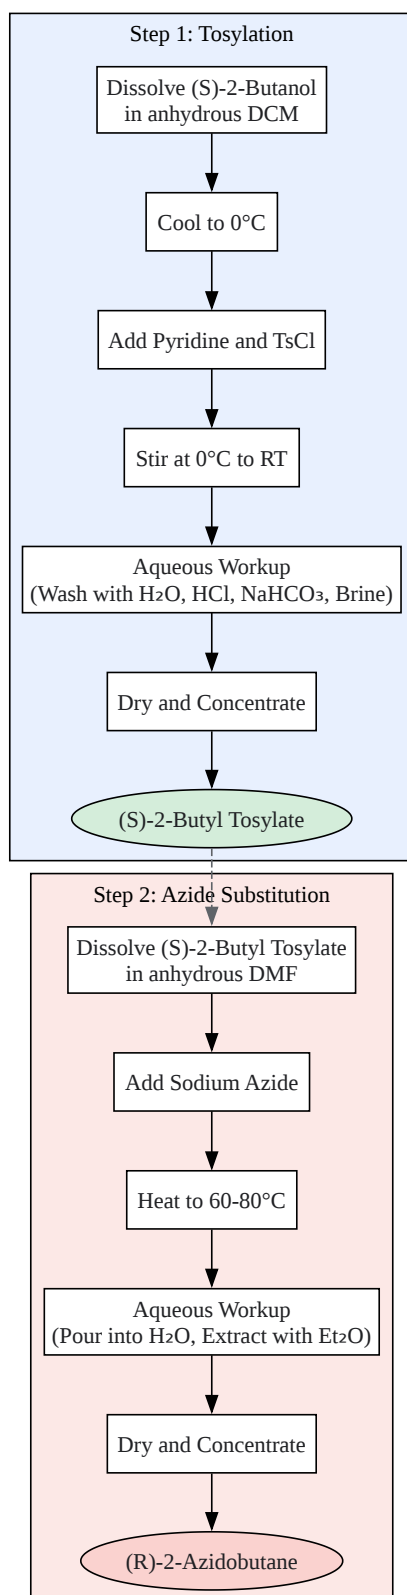 Step 1: Tosylation
Dissolve (S)-2-Butanol
in anhydrous DCM
Cool to 0°C
Add Pyridine and TsCl
Stir at 0°C to RT
Aqueous Workup
(Wash with H₂O, HCl, NaHCO₃, Brine)
Dry and Concentrate
(S)-2-Butyl Tosylate
Step 2: Azide Substitution
Dissolve (S)-2-Butyl Tosylate
in anhydrous DMF
Add Sodium Azide
Heat to 60-80°C
Aqueous Workup
(Pour into H₂O, Extract with Et₂O)
Dry and Concentrate
(R)-2-Azidobutane